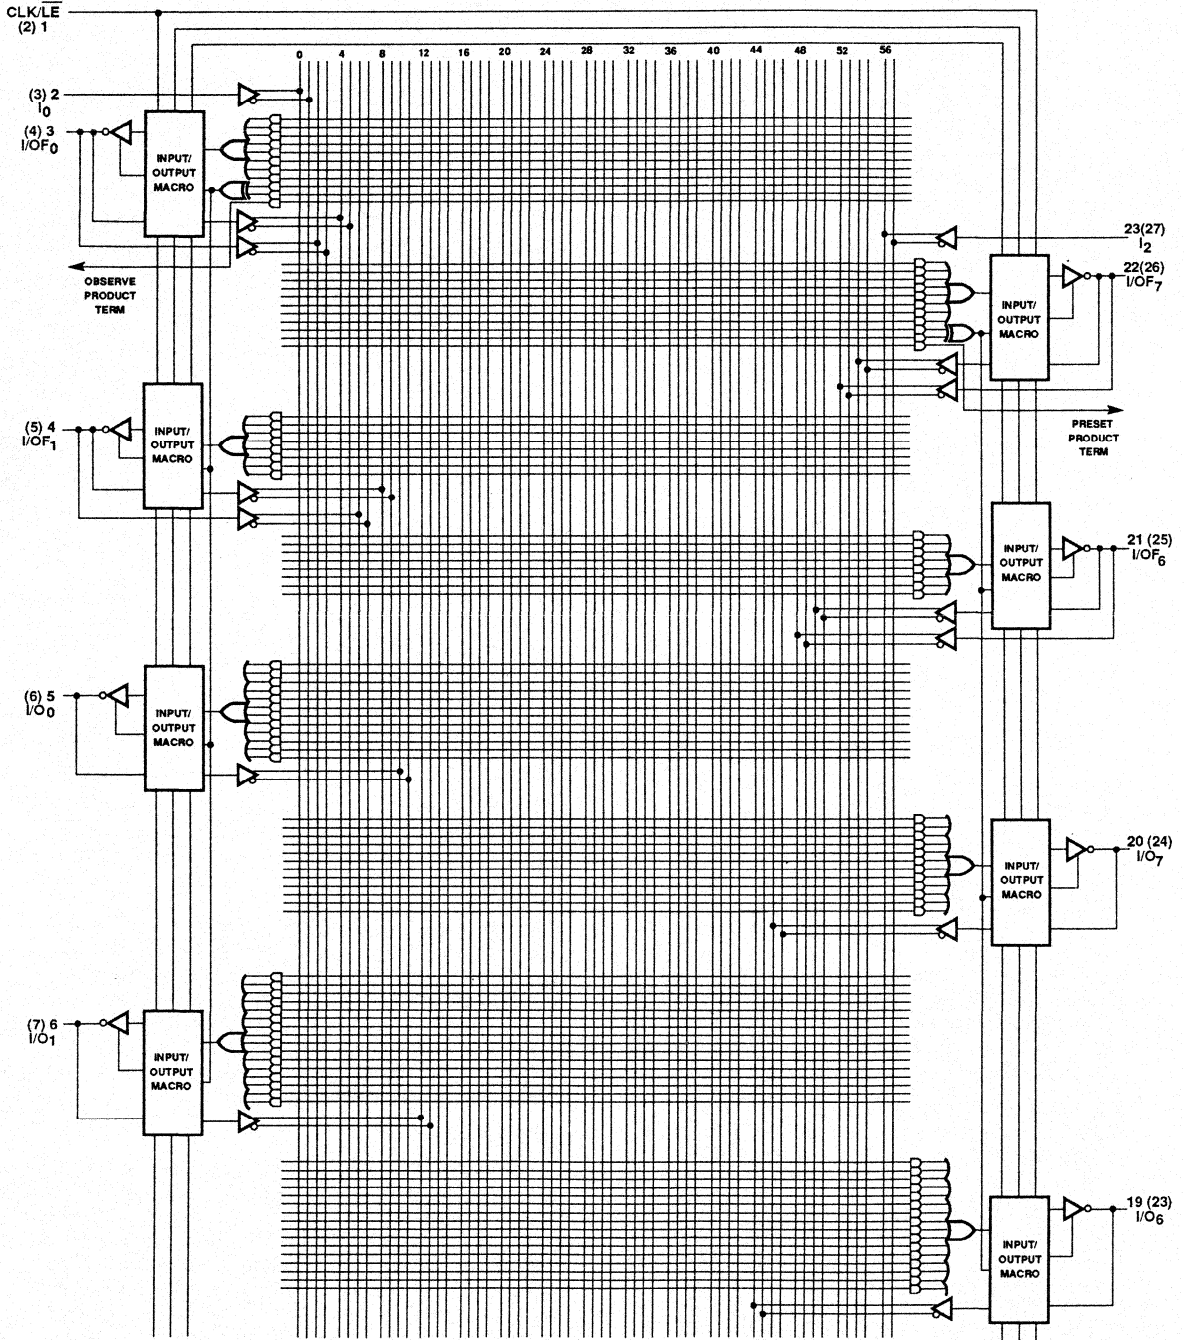 CLK/LE
(2) 1
0 4 8 12 16 20 24 28 32 36 40 44 48 52 56
(3) 2
I0
(4) 3
I/OF0
INPUT/
OUTPUT
MACRO
OBSERVE
PRODUCT
TERM
23(27)
I2
22(26)
I/OF7
INPUT/
OUTPUT
MACRO
PRESET
PRODUCT
TERM
(5) 4
I/OF1
INPUT/
OUTPUT
MACRO
21 (25)
I/OF6
INPUT/
OUTPUT
MACRO
(6) 5
I/O0
INPUT/
OUTPUT
MACRO
20 (24)
I/O7
INPUT/
OUTPUT
MACRO
(7) 6
I/O1
INPUT/
OUTPUT
MACRO
19 (23)
I/O6
INPUT/
OUTPUT
MACRO